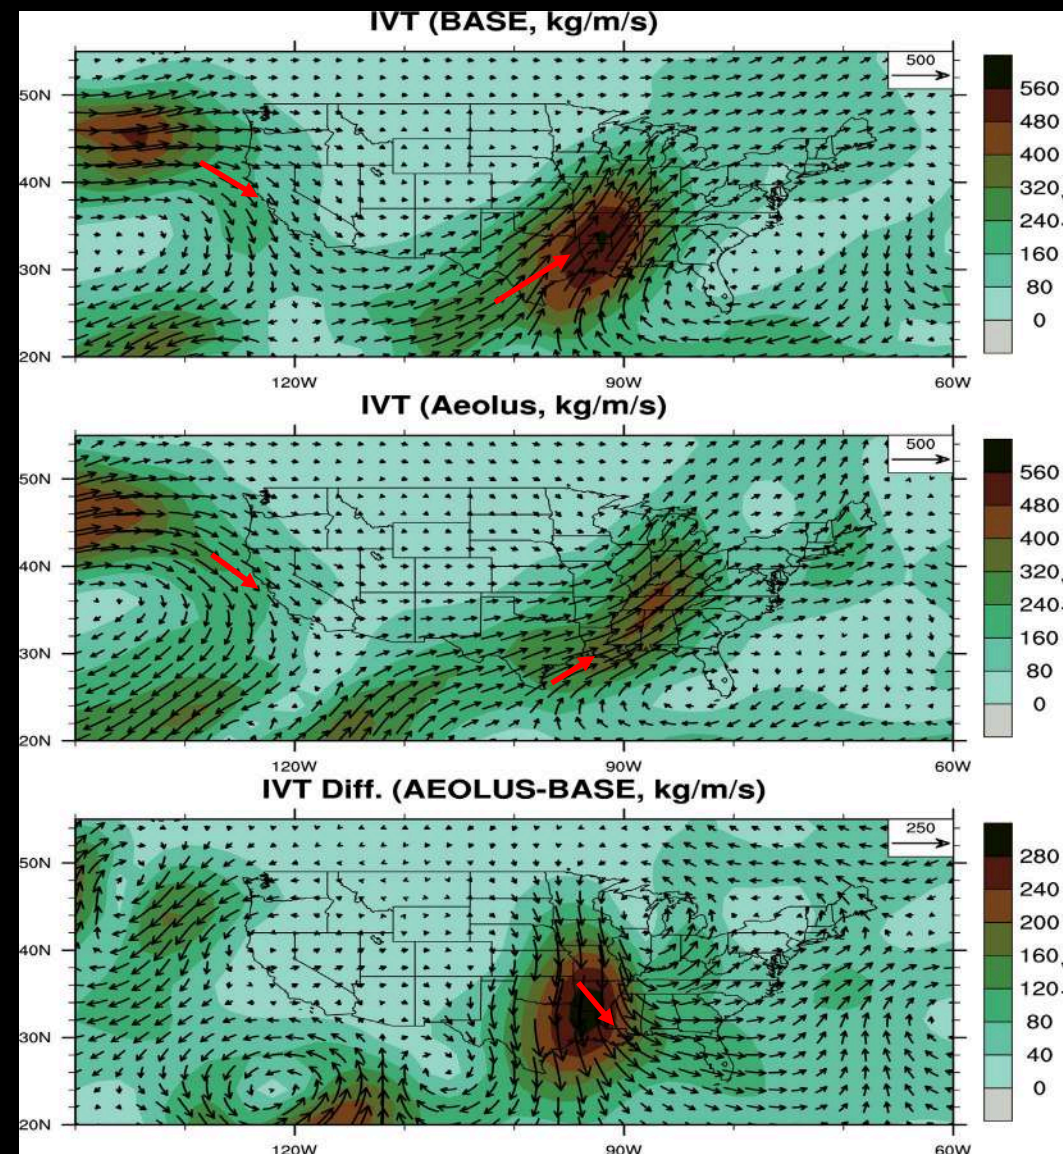 IVT (BASE, kg/m/s)
500
50N
40N
30N
20N
120W
90W
60W
560
480
400
320
240
160
80
0
IVT (Aeolus, kg/m/s)
500
50N
40N
30N
20N
120W
90W
60W
560
480
400
320
240
160
80
0
IVT Diff. (AEOLUS-BASE, kg/m/s)
250
50N
40N
30N
20N
120W
90W
60W
280
240
200
160
120
80
40
0